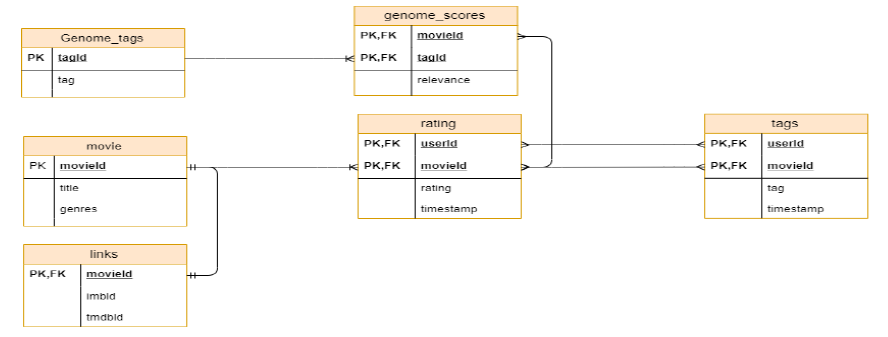 genome_scores
PK,FK movieId
PK,FK tagId
relevance
Genome_tags
PK tagId
tag
rating
PK,FK userId
PK,FK movieId
rating
timestamp
tags
PK,FK userId
PK,FK movieId
tag
timestamp
movie
PK movieId
title
genres
links
PK,FK movieId
imbId
tmdbId